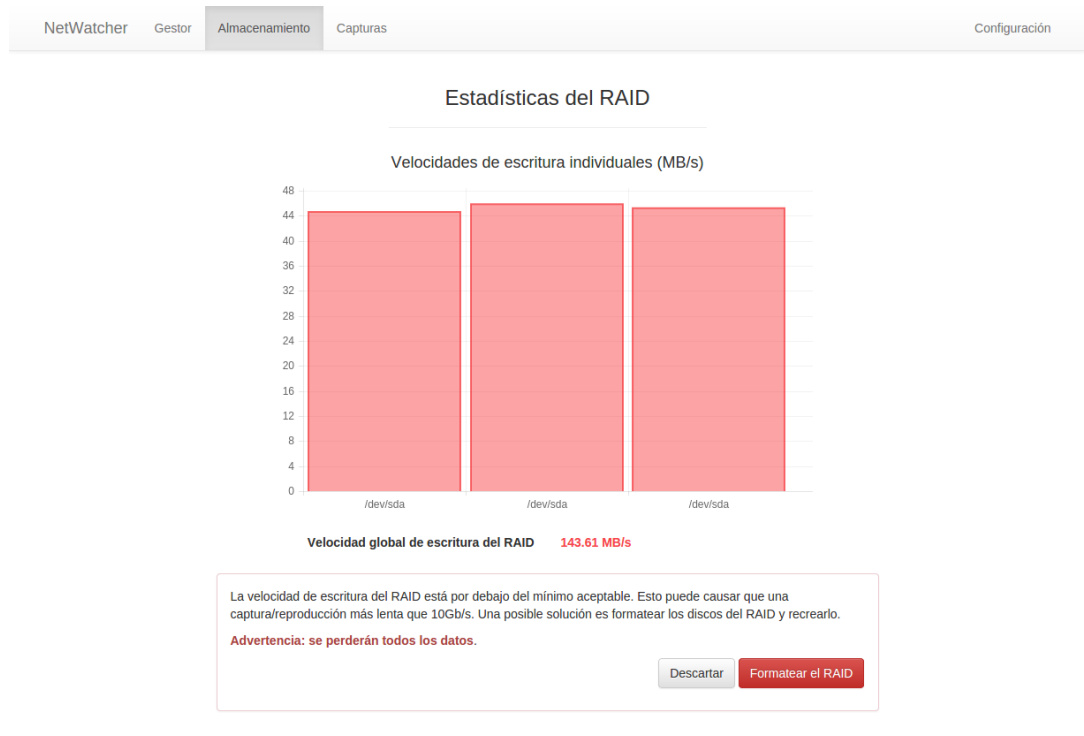 NetWatcher Gestor Almacenamiento Capturas Configuración
Estadísticas del RAID
Velocidades de escritura individuales (MB/s)
48
44
40
36
32
28
24
20
16
12
8
4
0
/dev/sda /dev/sda /dev/sda
Velocidad global de escritura del RAID 143.61 MB/s
La velocidad de escritura del RAID está por debajo del mínimo aceptable. Esto puede causar que una
captura/reproducción más lenta que 10Gb/s. Una posible solución es formatear los discos del RAID y recrearlo.
Advertencia: se perderán todos los datos.
Descartar Formatear el RAID